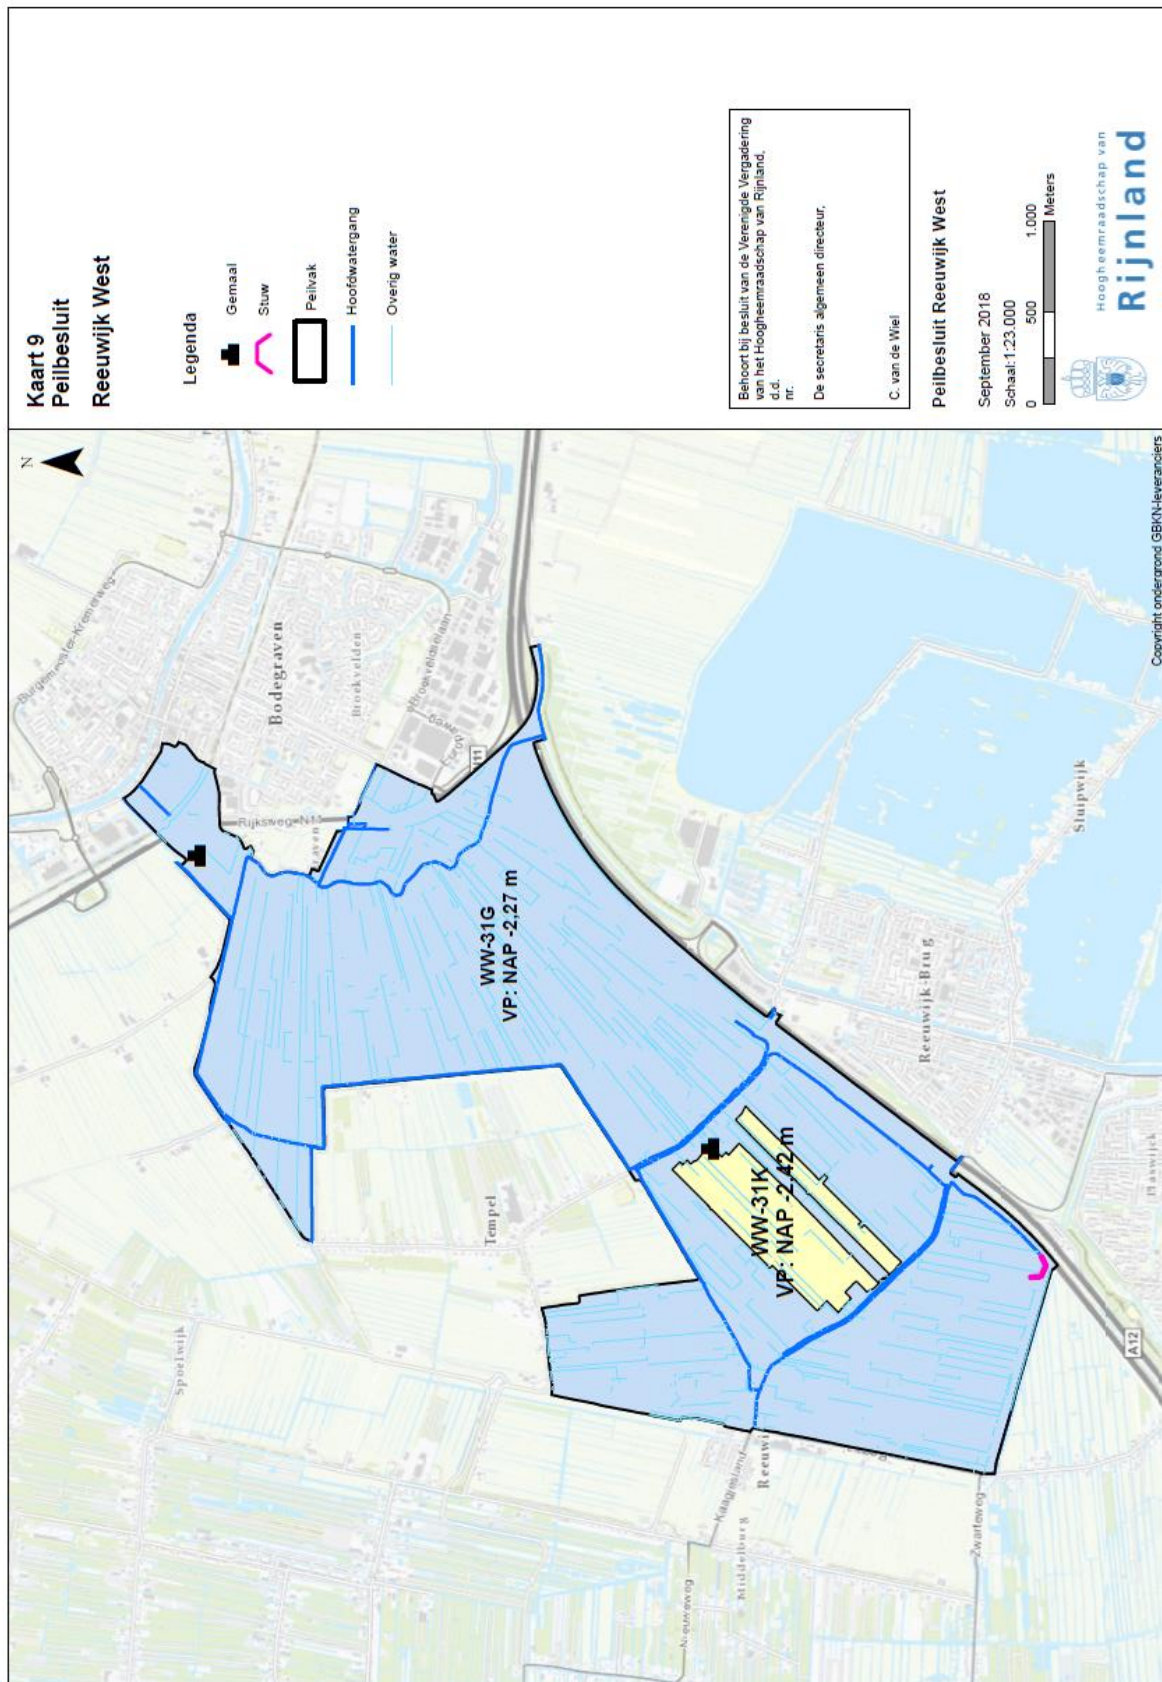 Kaart 9
Peilbesluit
Reeuwijk West
Legenda
Gemaal
Stuw
Peilvak
Hoofdwatergang
Overig water
Behoort bij besluit van de Verenigde Vergadering
van het Hoogheemraadschap van Rijnland,
d.d.
nr.
De secretaris algemeen directeur,
C. van de Wiel
Peilbesluit Reeuwijk West
September 2018
Schaal:1:23.000
0 500 1.000
Meters
Hoogheemraadschap van
Rijnland
N
Burgemeester-Kremerweg
Bodegraven
Broekvelden
Broekveldselaan
Rijksweg-N11
raven
WW-31G
VP: NAP -2,27 m
Tempel
Spoelwijk
WW-31K
VP: NAP -2,42 m
Sluipwijk
Reeuwijk-Brug
Kaagjesland
Reeuwi
Middelburg
Nieuweweg
Zwarteweg
A12
Copyright ondergrond GBKN-leveranciers